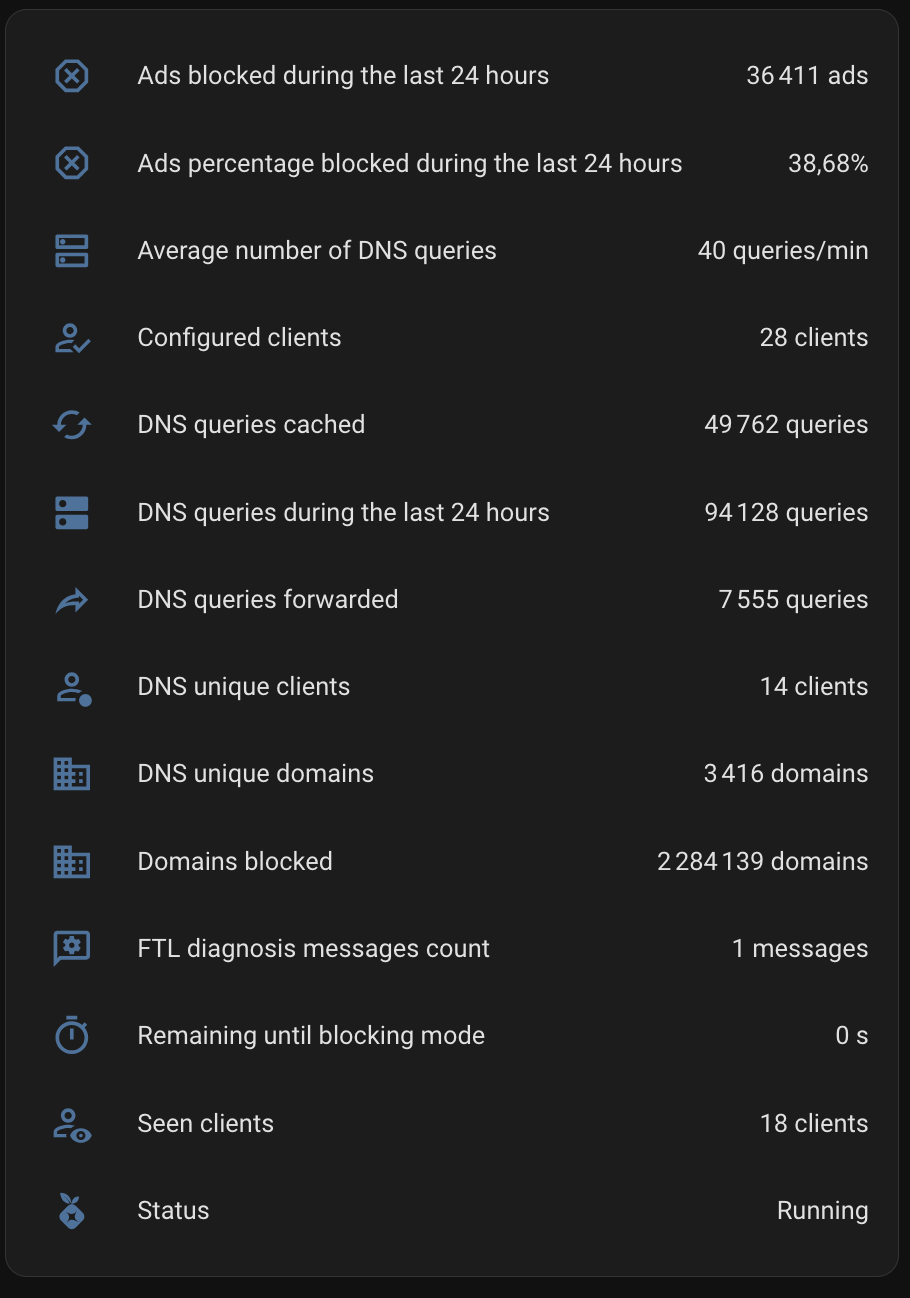 Ads blocked during the last 24 hours 36 411 ads
Ads percentage blocked during the last 24 hours 38,68%
Average number of DNS queries 40 queries/min
Configured clients 28 clients
DNS queries cached 49 762 queries
DNS queries during the last 24 hours 94 128 queries
DNS queries forwarded 7 555 queries
DNS unique clients 14 clients
DNS unique domains 3 416 domains
Domains blocked 2 284 139 domains
FTL diagnosis messages count 1 messages
Remaining until blocking mode 0 s
Seen clients 18 clients
Status Running